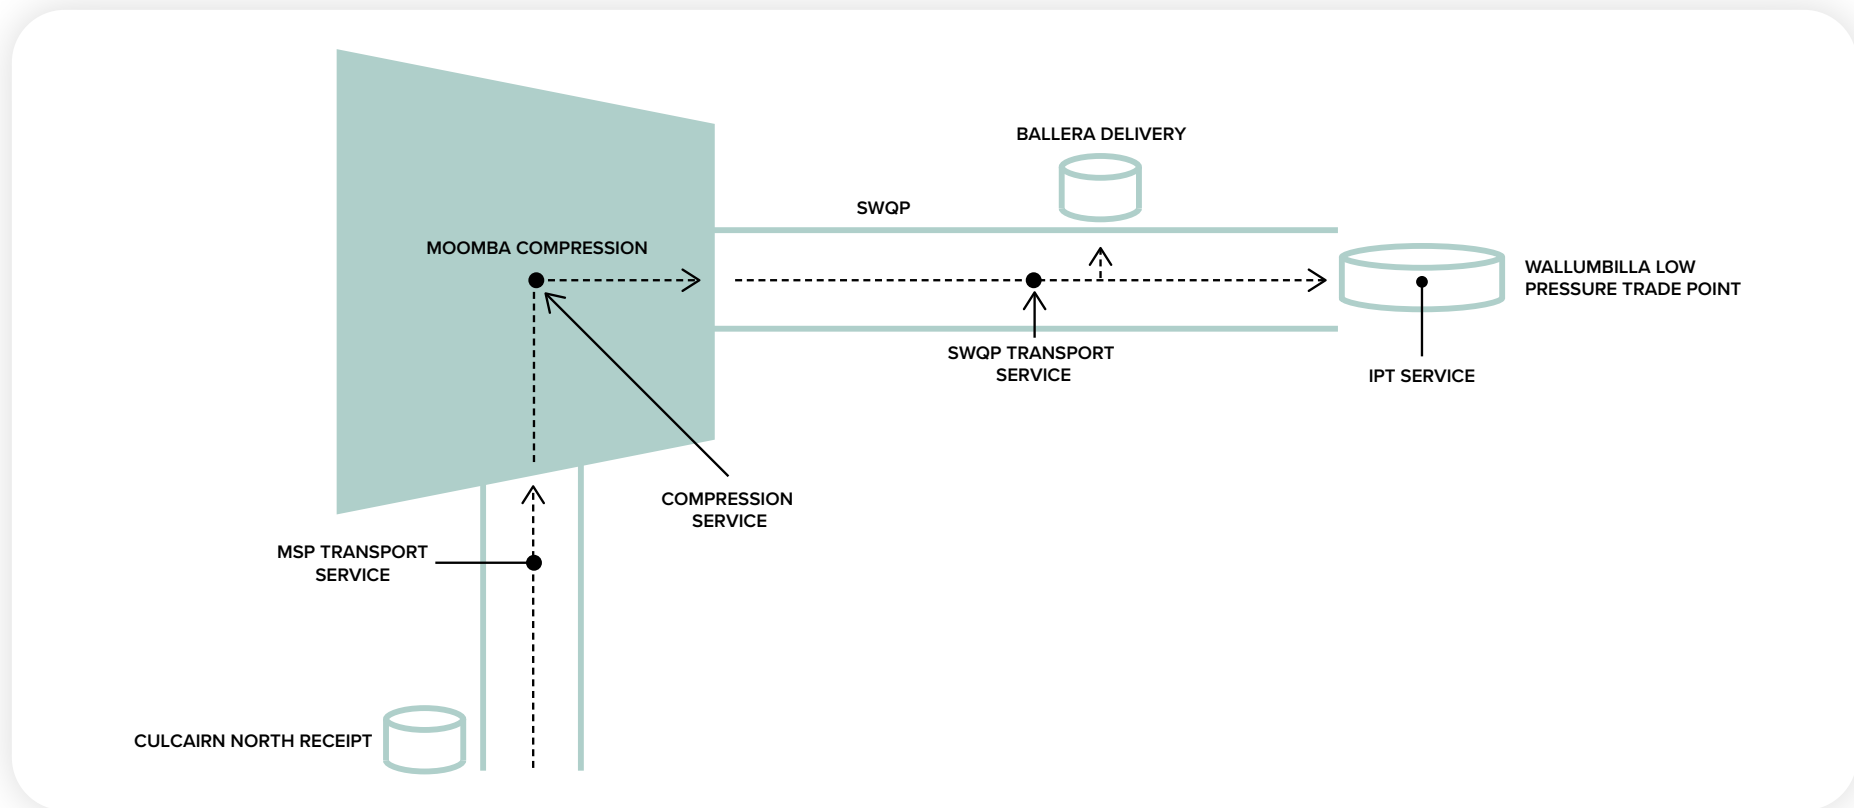 BALLERA DELIVERY
SWQP
MOOMBA COMPRESSION
WALLUMBILLA LOW
PRESSURE TRADE POINT
SWQP TRANSPORT
SERVICE
IPT SERVICE
COMPRESSION
SERVICE
MSP TRANSPORT
SERVICE
CULCAIRN NORTH RECEIPT